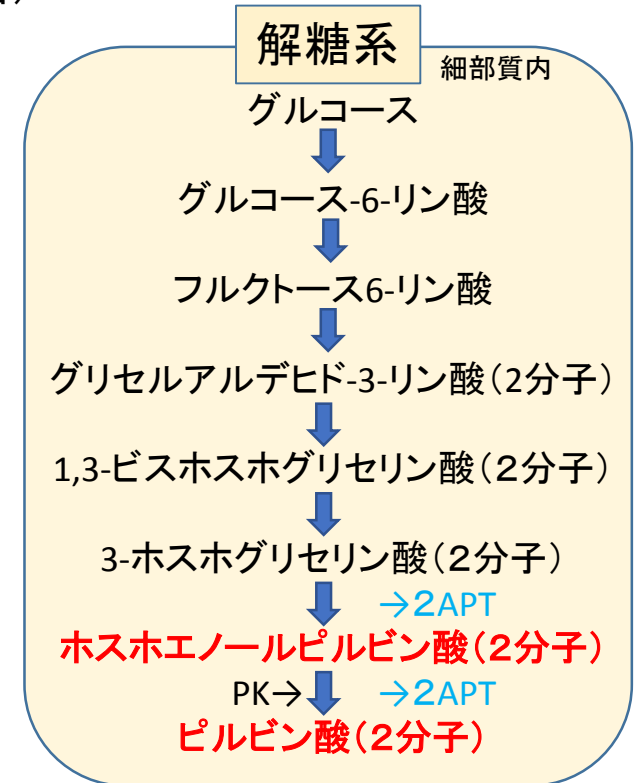 解糖系
細部質内
グルコース
グルコース-6-リン酸
フルクトース6-リン酸
グリセルアルデヒド-3-リン酸（2分子）
1,3-ビスホスホグリセリン酸（２分子）
3-ホスホグリセリン酸（２分子）
→２APT
ホスホエノールピルビン酸（２分子）
PK→ →２APT
ピルビン酸（２分子）